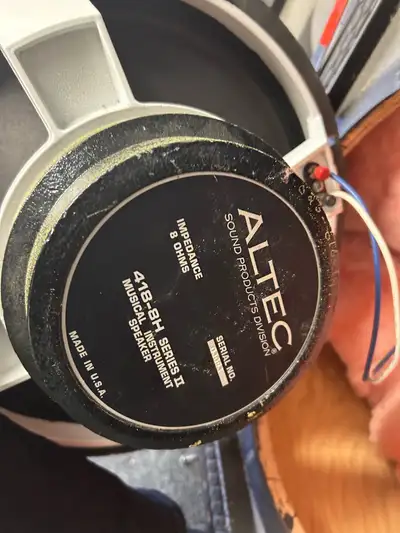 ALTEC®
SOUND PRODUCTS DIVISION
SERIAL NO.
IMPEDANCE
8 OHMS
418-8H SERIES II
MUSICAL INSTRUMENT
SPEAKER
MADE IN U.S.A.